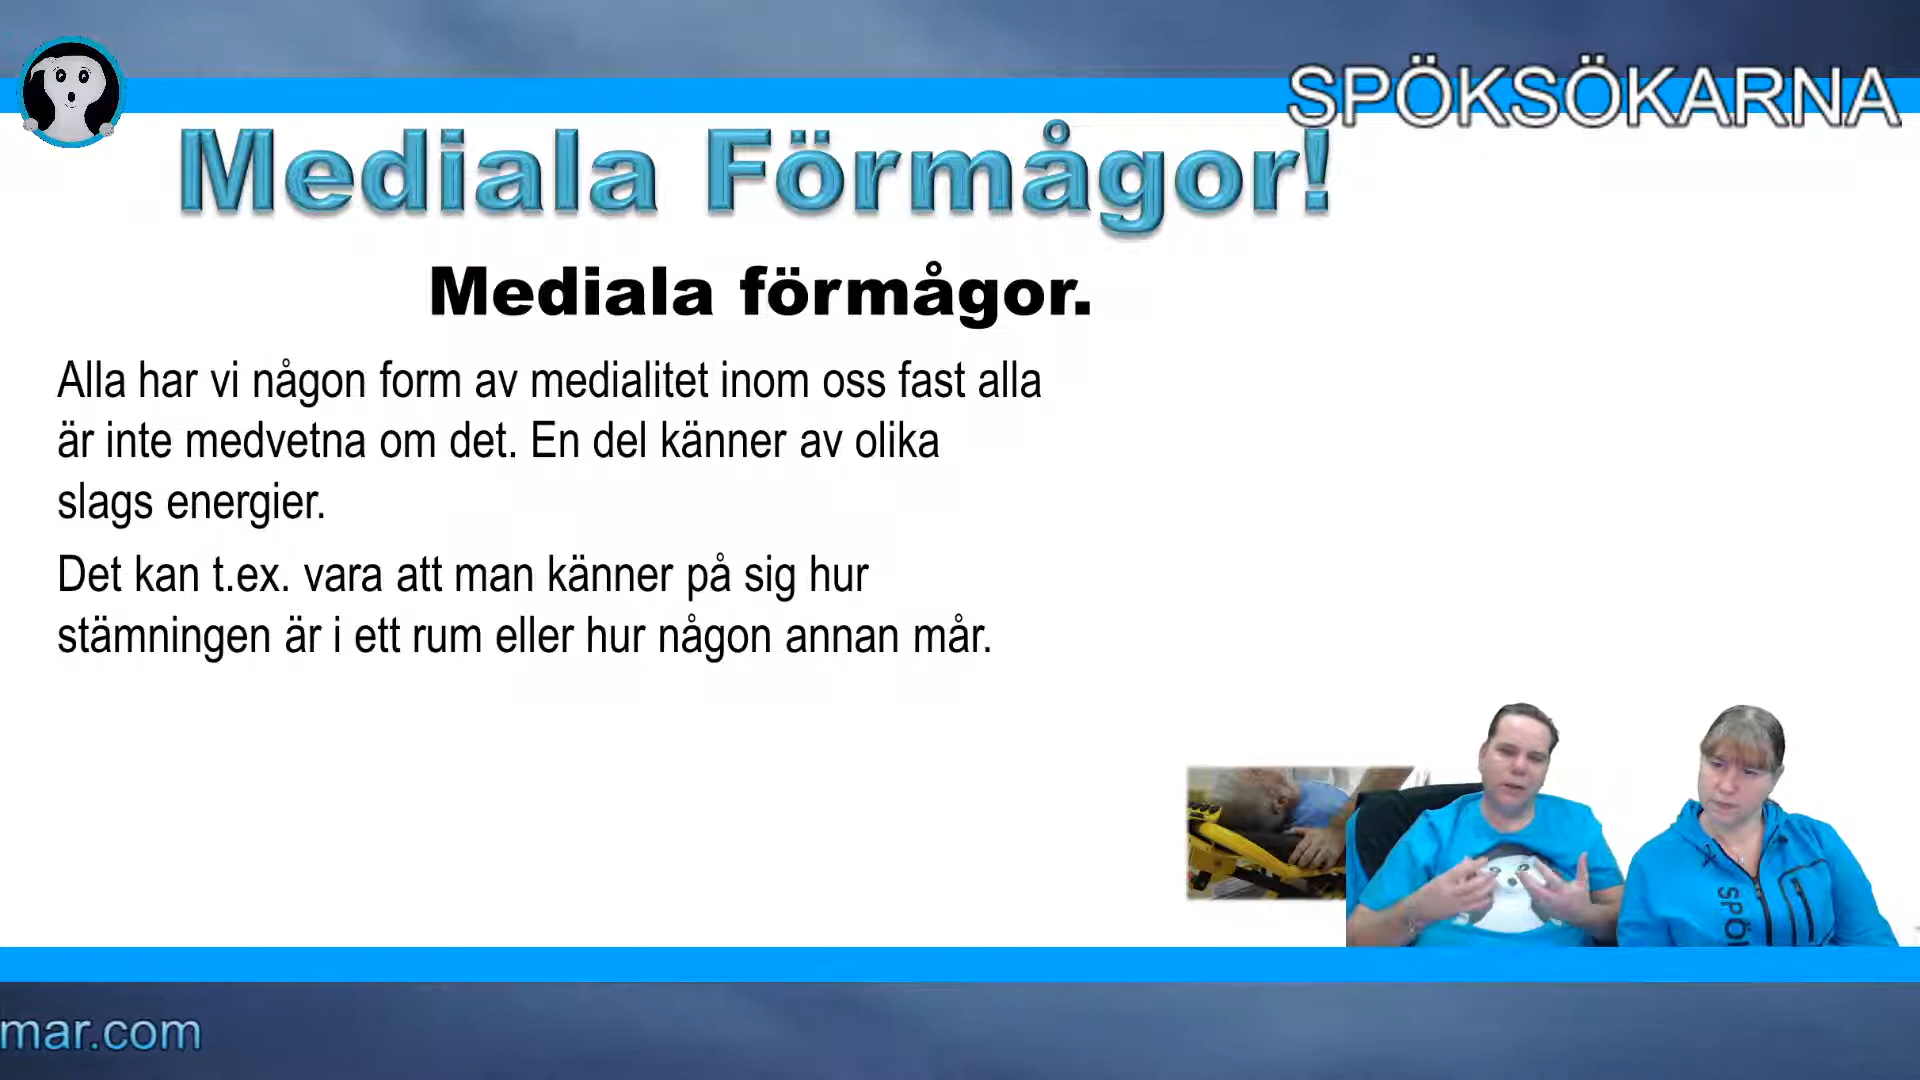 SPÖKSÖKARNA
Mediala Förmågor!
Mediala förmågor.
Alla har vi någon form av medialitet inom oss fast alla
är inte medvetna om det. En del känner av olika
slags energier.
Det kan t.ex. vara att man känner på sig hur
stämningen är i ett rum eller hur någon annan mår.
SPÖ
mar.com